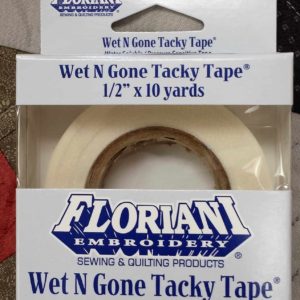 FLORIANI
EMBROIDERY
SEWING & QUILTING PRODUCTS
Wet N Gone Tacky Tape®
Wet N Gone Tacky Tape®
1/2” x 10 yards
FLORIANI
EMBROIDERY®
SEWING & QUILTING PRODUCTS
Wet N Gone Tacky Tape®